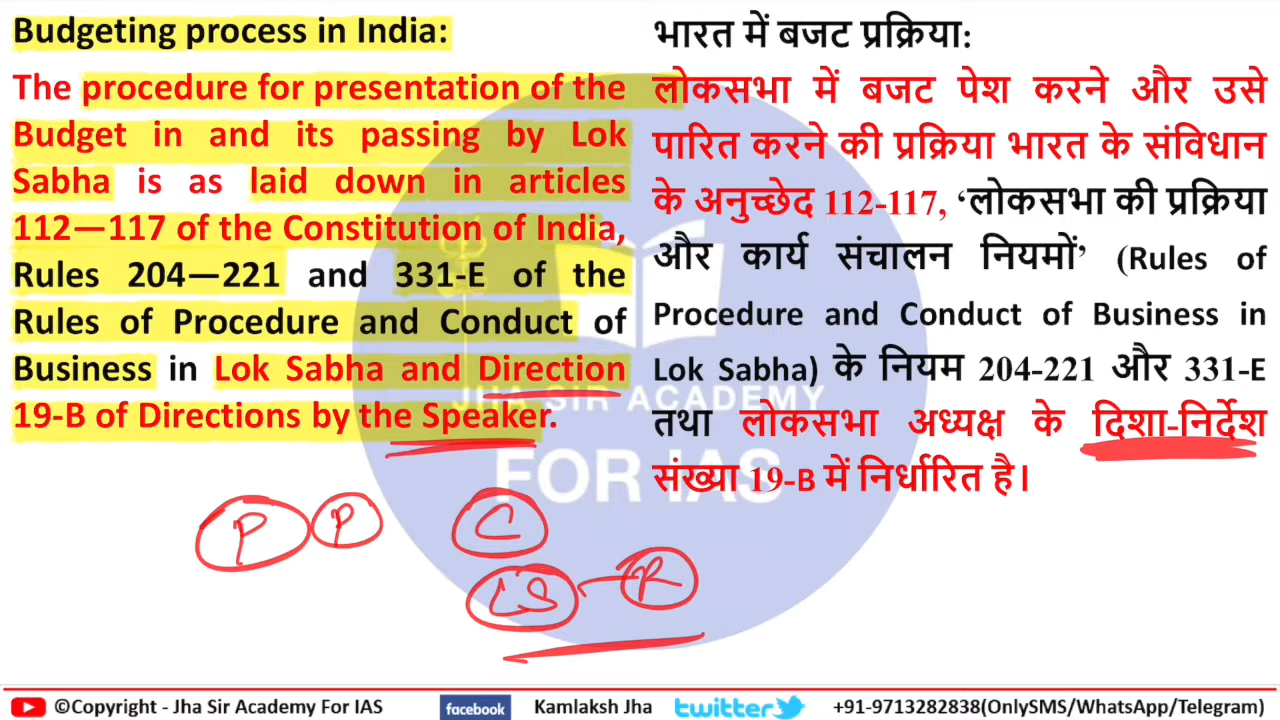 Budgeting process in India:
The procedure for presentation of the
Budget in and its passing by Lok
Sabha is as laid down in articles
112—117 of the Constitution of India,
Rules 204—221 and 331-E of the
Rules of Procedure and Conduct of
Business in Lok Sabha and Direction
19-B of Directions by the Speaker.
भारत में बजट प्रक्रिया:
लोकसभा में बजट पेश करने और उसे
पारित करने की प्रक्रिया भारत के संविधान
के अनुच्छेद 112-117, ‘लोकसभा की प्रक्रिया
और कार्य संचालन नियमों’ (Rules of
Procedure and Conduct of Business in
Lok Sabha) के नियम 204-221 और 331-E
तथा लोकसभा अध्यक्ष के दिशा-निर्देश
संख्या 19-B में निर्धारित है।
JHA SIR ACADEMY
FOR IAS
P P C
LS R
©Copyright - Jha Sir Academy For IAS
facebook
Kamlaksh Jha
twitter
+91-9713282838(OnlySMS/WhatsApp/Telegram)